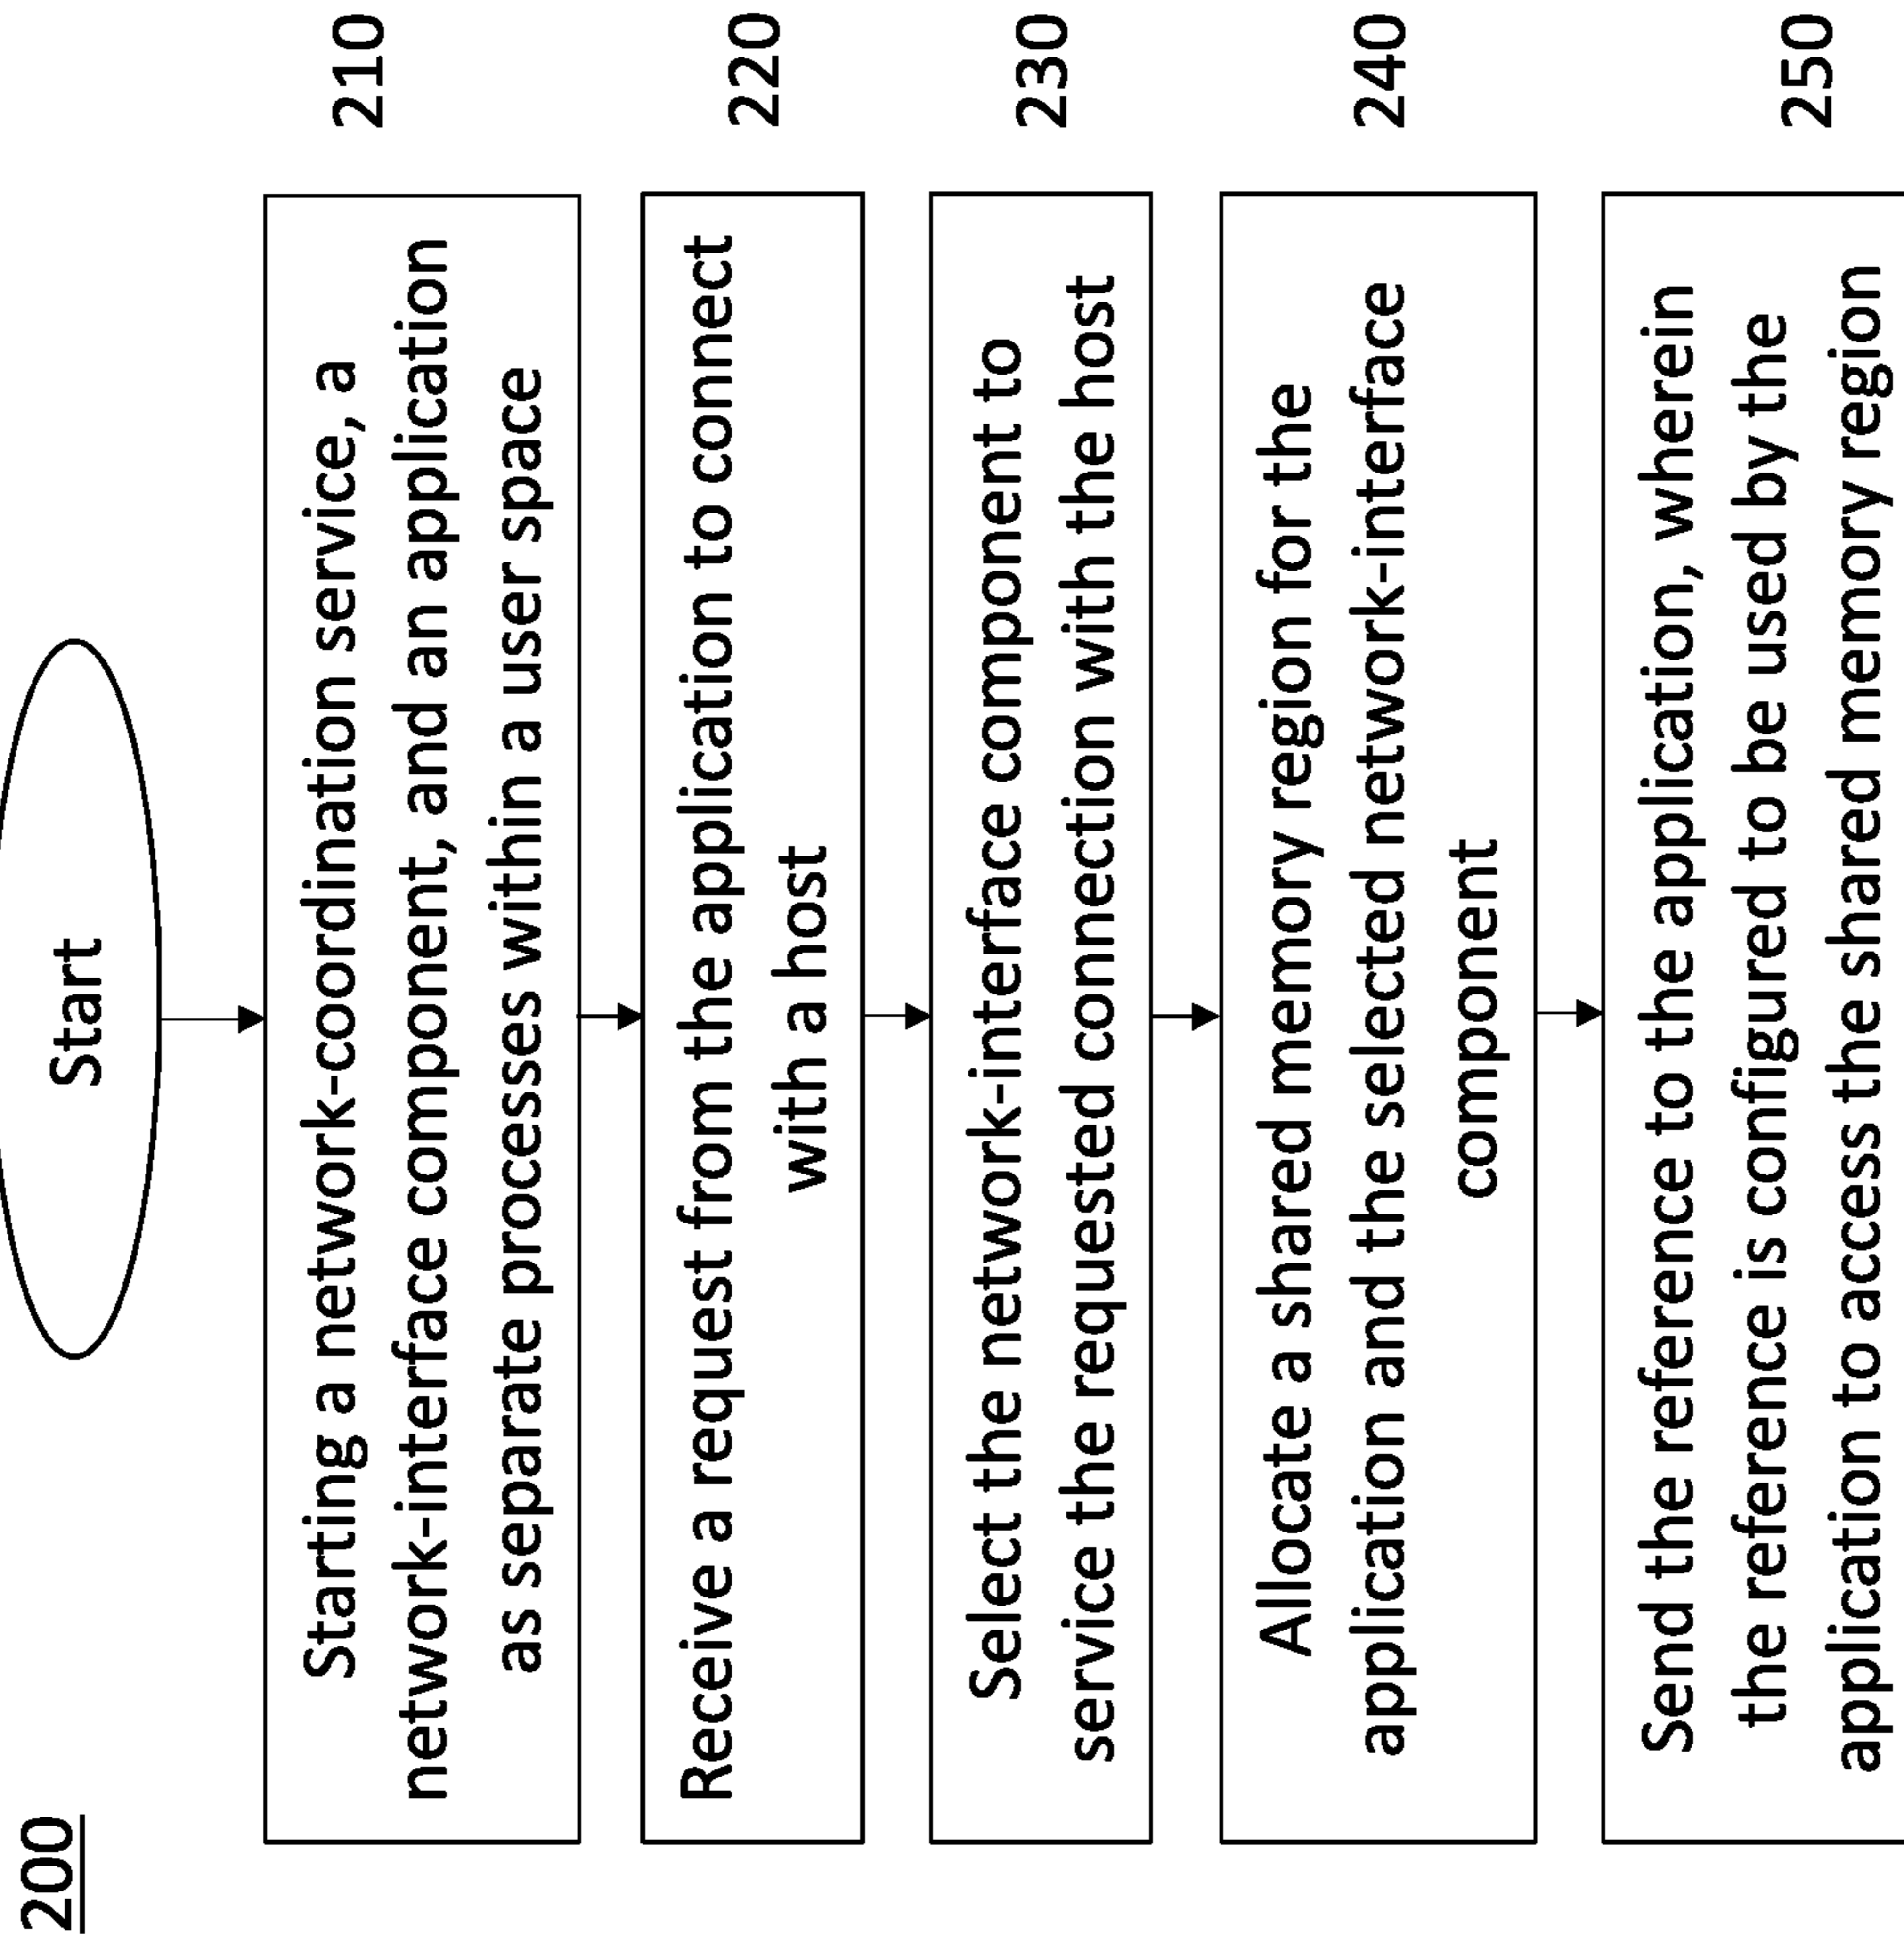 200
Start
Starting a network-coordination service, a
network-interface component, and an application
as separate processes within a user space
210
Receive a request from the application to connect
with a host
220
Select the network-interface component to
service the requested connection with the host
230
Allocate a shared memory region for the
application and the selected network-interface
component
240
Send the reference to the application, wherein
the reference is configured to be used by the
application to access the shared memory region
250